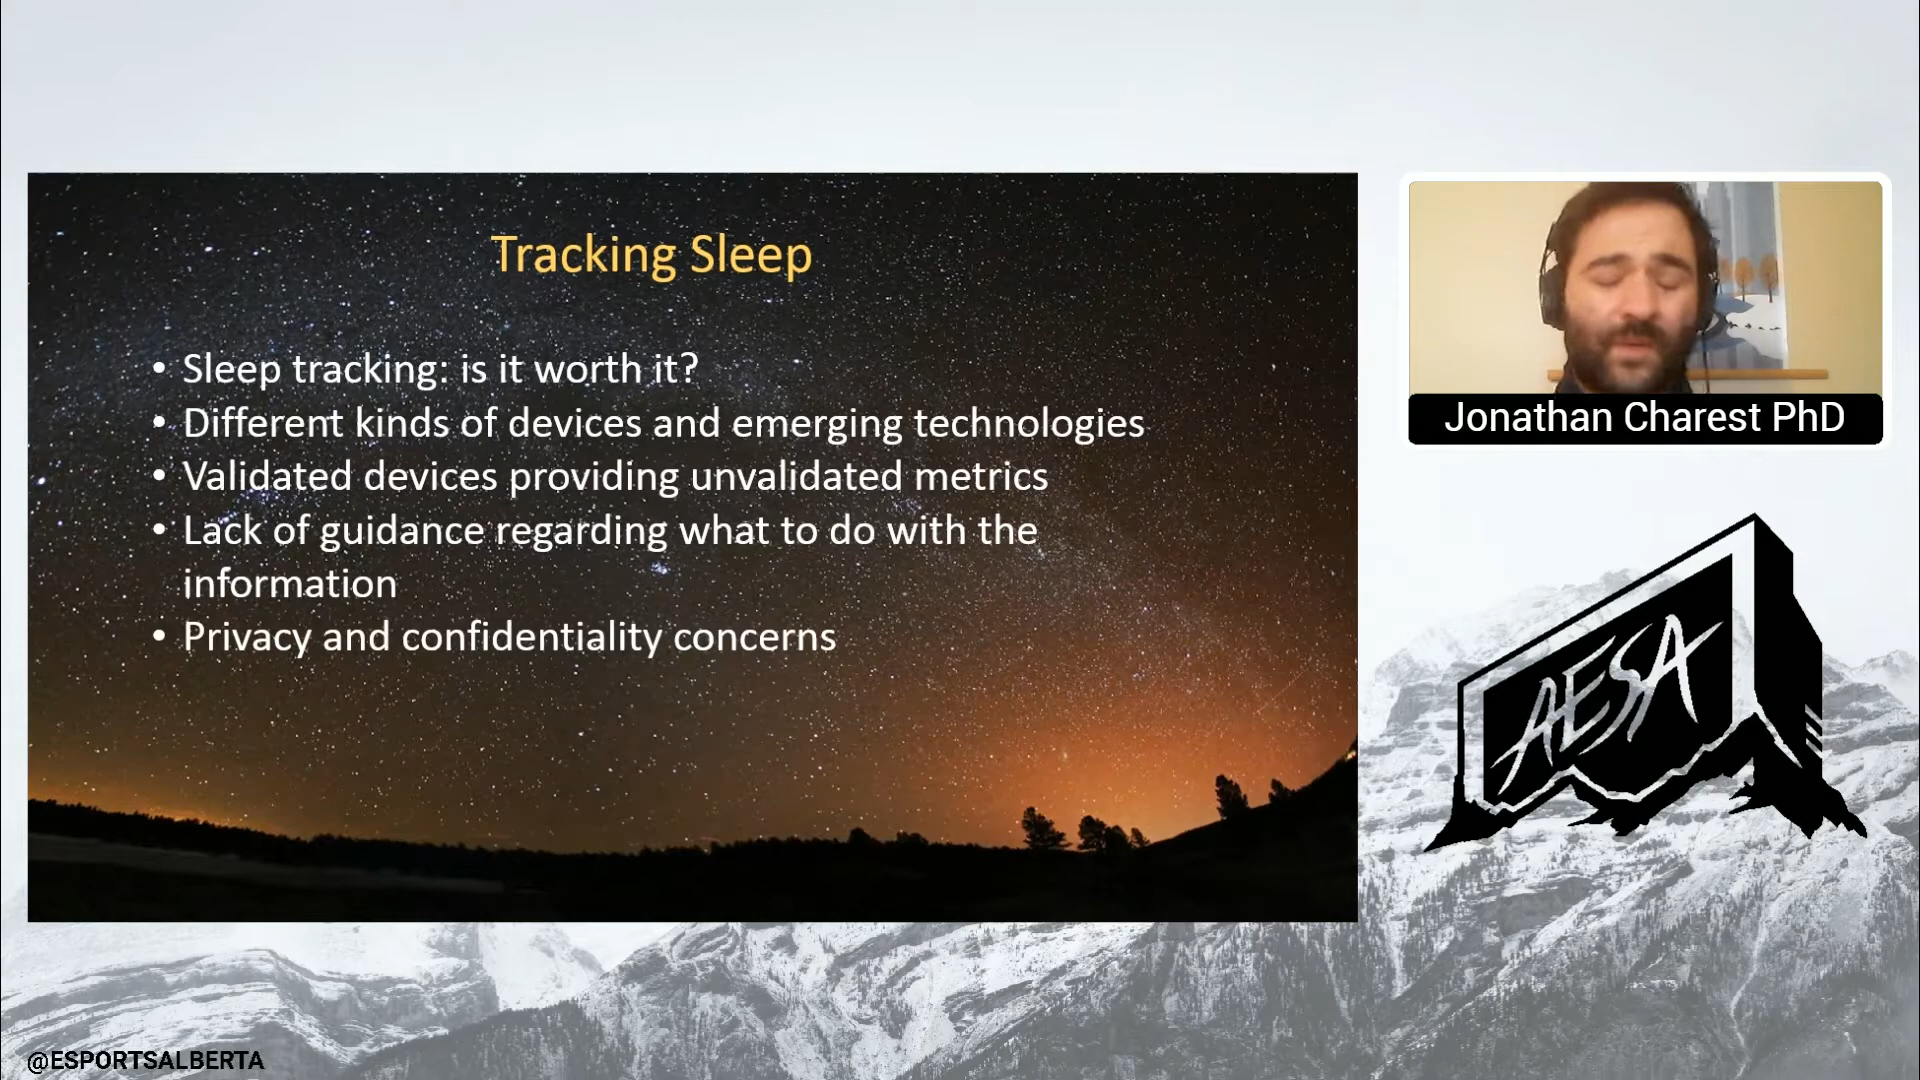 Tracking Sleep
• Sleep tracking: is it worth it?
• Different kinds of devices and emerging technologies
• Validated devices providing unvalidated metrics
• Lack of guidance regarding what to do with the
information
• Privacy and confidentiality concerns
Jonathan Charest PhD
AESA
@ESPORTSALBERTA